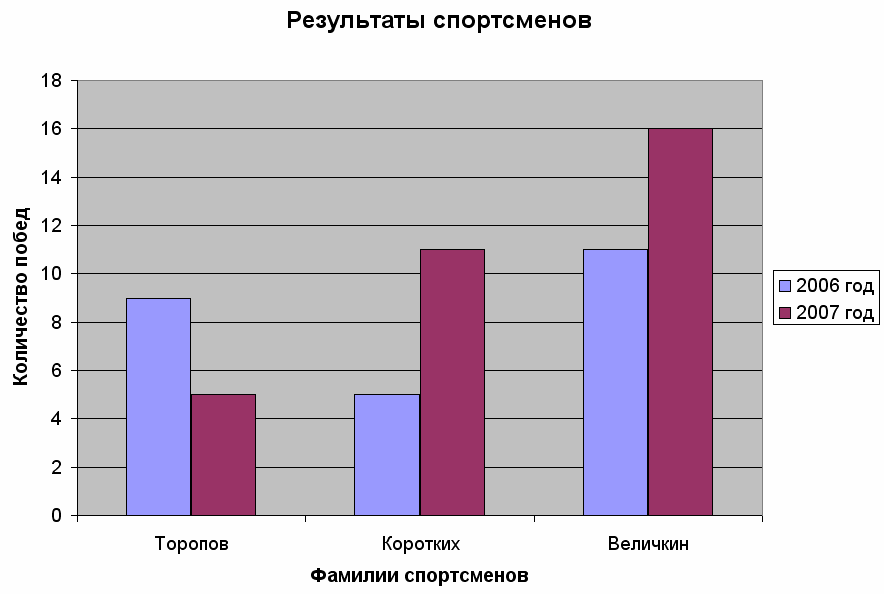 Результаты спортсменов
18
16
14
12
10
8
6
4
2
0
Количество побед
Торопов
Коротких
Величкин
Фамилии спортсменов
2006 год
2007 год